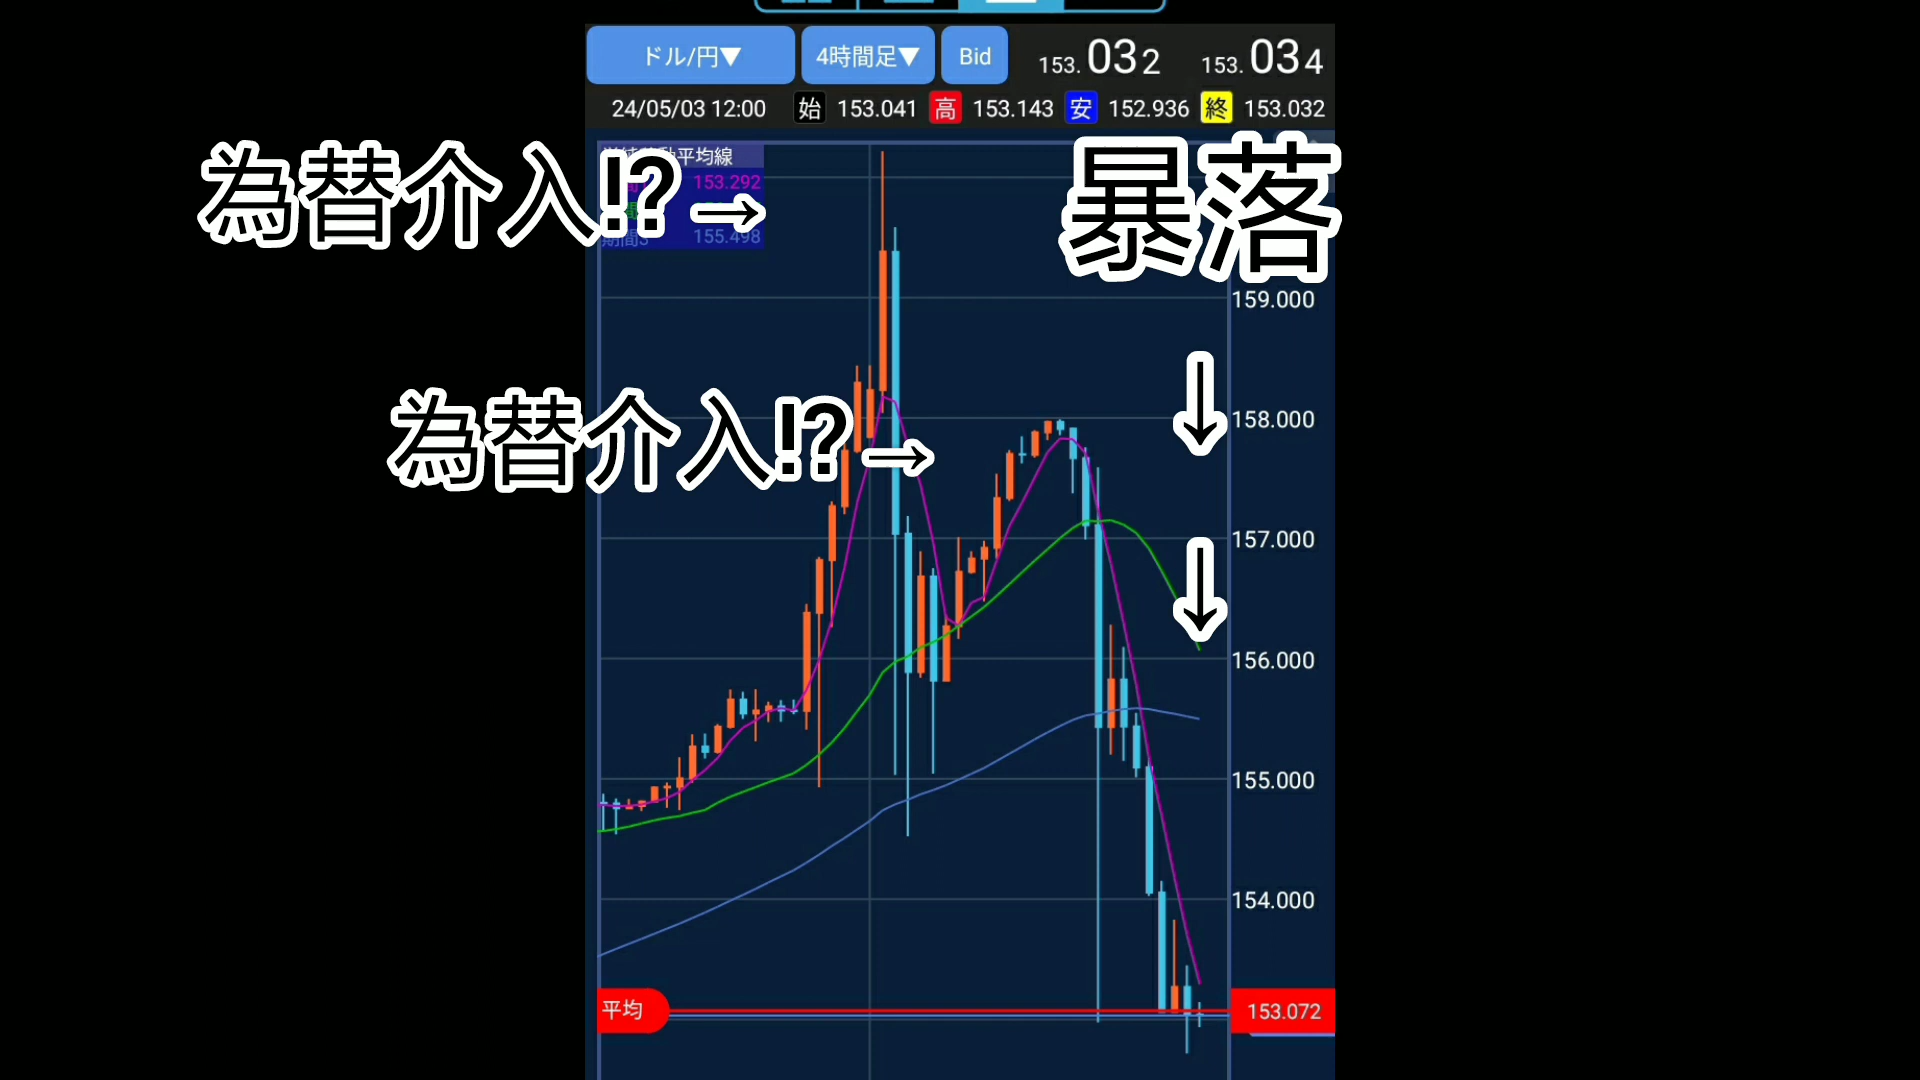 ドル/円▼ 4時間足▼ Bid 153.032 153.034
24/05/03 12:00 始 153.041 高 153.143 安 152.936 終 153.032
平均線
153.292
為替介入!?→
暴落
期間3 155.498
159.000
↓
158.000
為替介入!?→
157.000
↓
156.000
155.000
154.000
平均 153.072